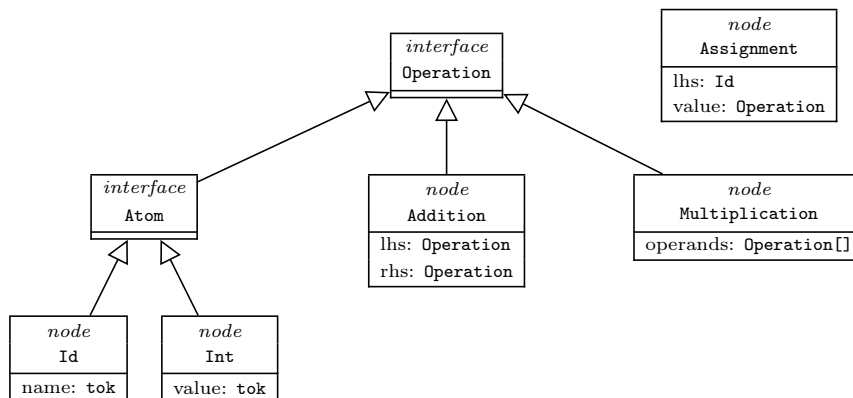 interface
Operation
node
Assignment
lhs: Id
value: Operation
interface
Atom
node
Addition
lhs: Operation
rhs: Operation
node
Multiplication
operands: Operation[]
node
Id
name: tok
node
Int
value: tok